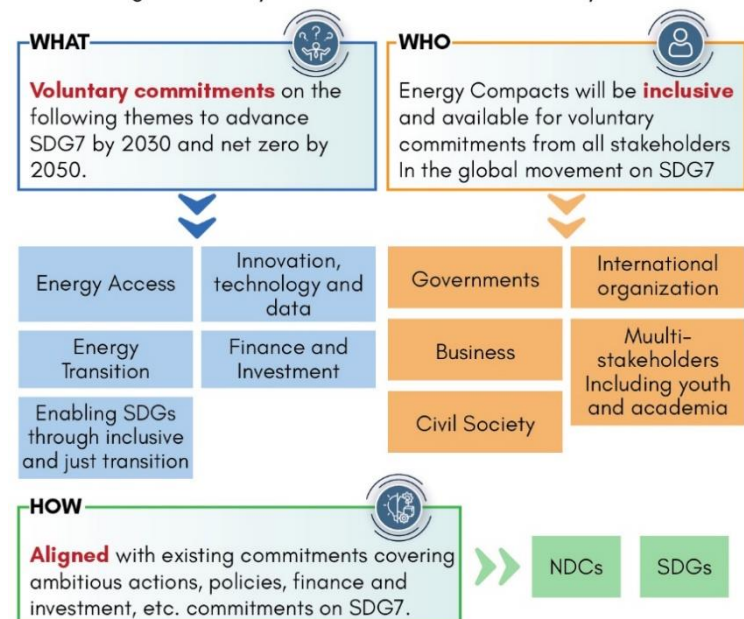 WHAT
Voluntary commitments on the
following themes to advance
SDG7 by 2030 and net zero by
2050.
WHO
Energy Compacts will be inclusive
and available for voluntary
commitments from all stakeholders
In the global movement on SDG7
Energy Access
Innovation,
technology and
data
Energy
Transition
Finance and
Investment
Enabling SDGs
through inclusive
and just transition
Governments
International
organization
Business
Muulti-
stakeholders
Including youth
and academia
Civil Society
HOW
Aligned with existing commitments covering
ambitious actions, policies, finance and
investment, etc. commitments on SDG7.
NDCs
SDGs